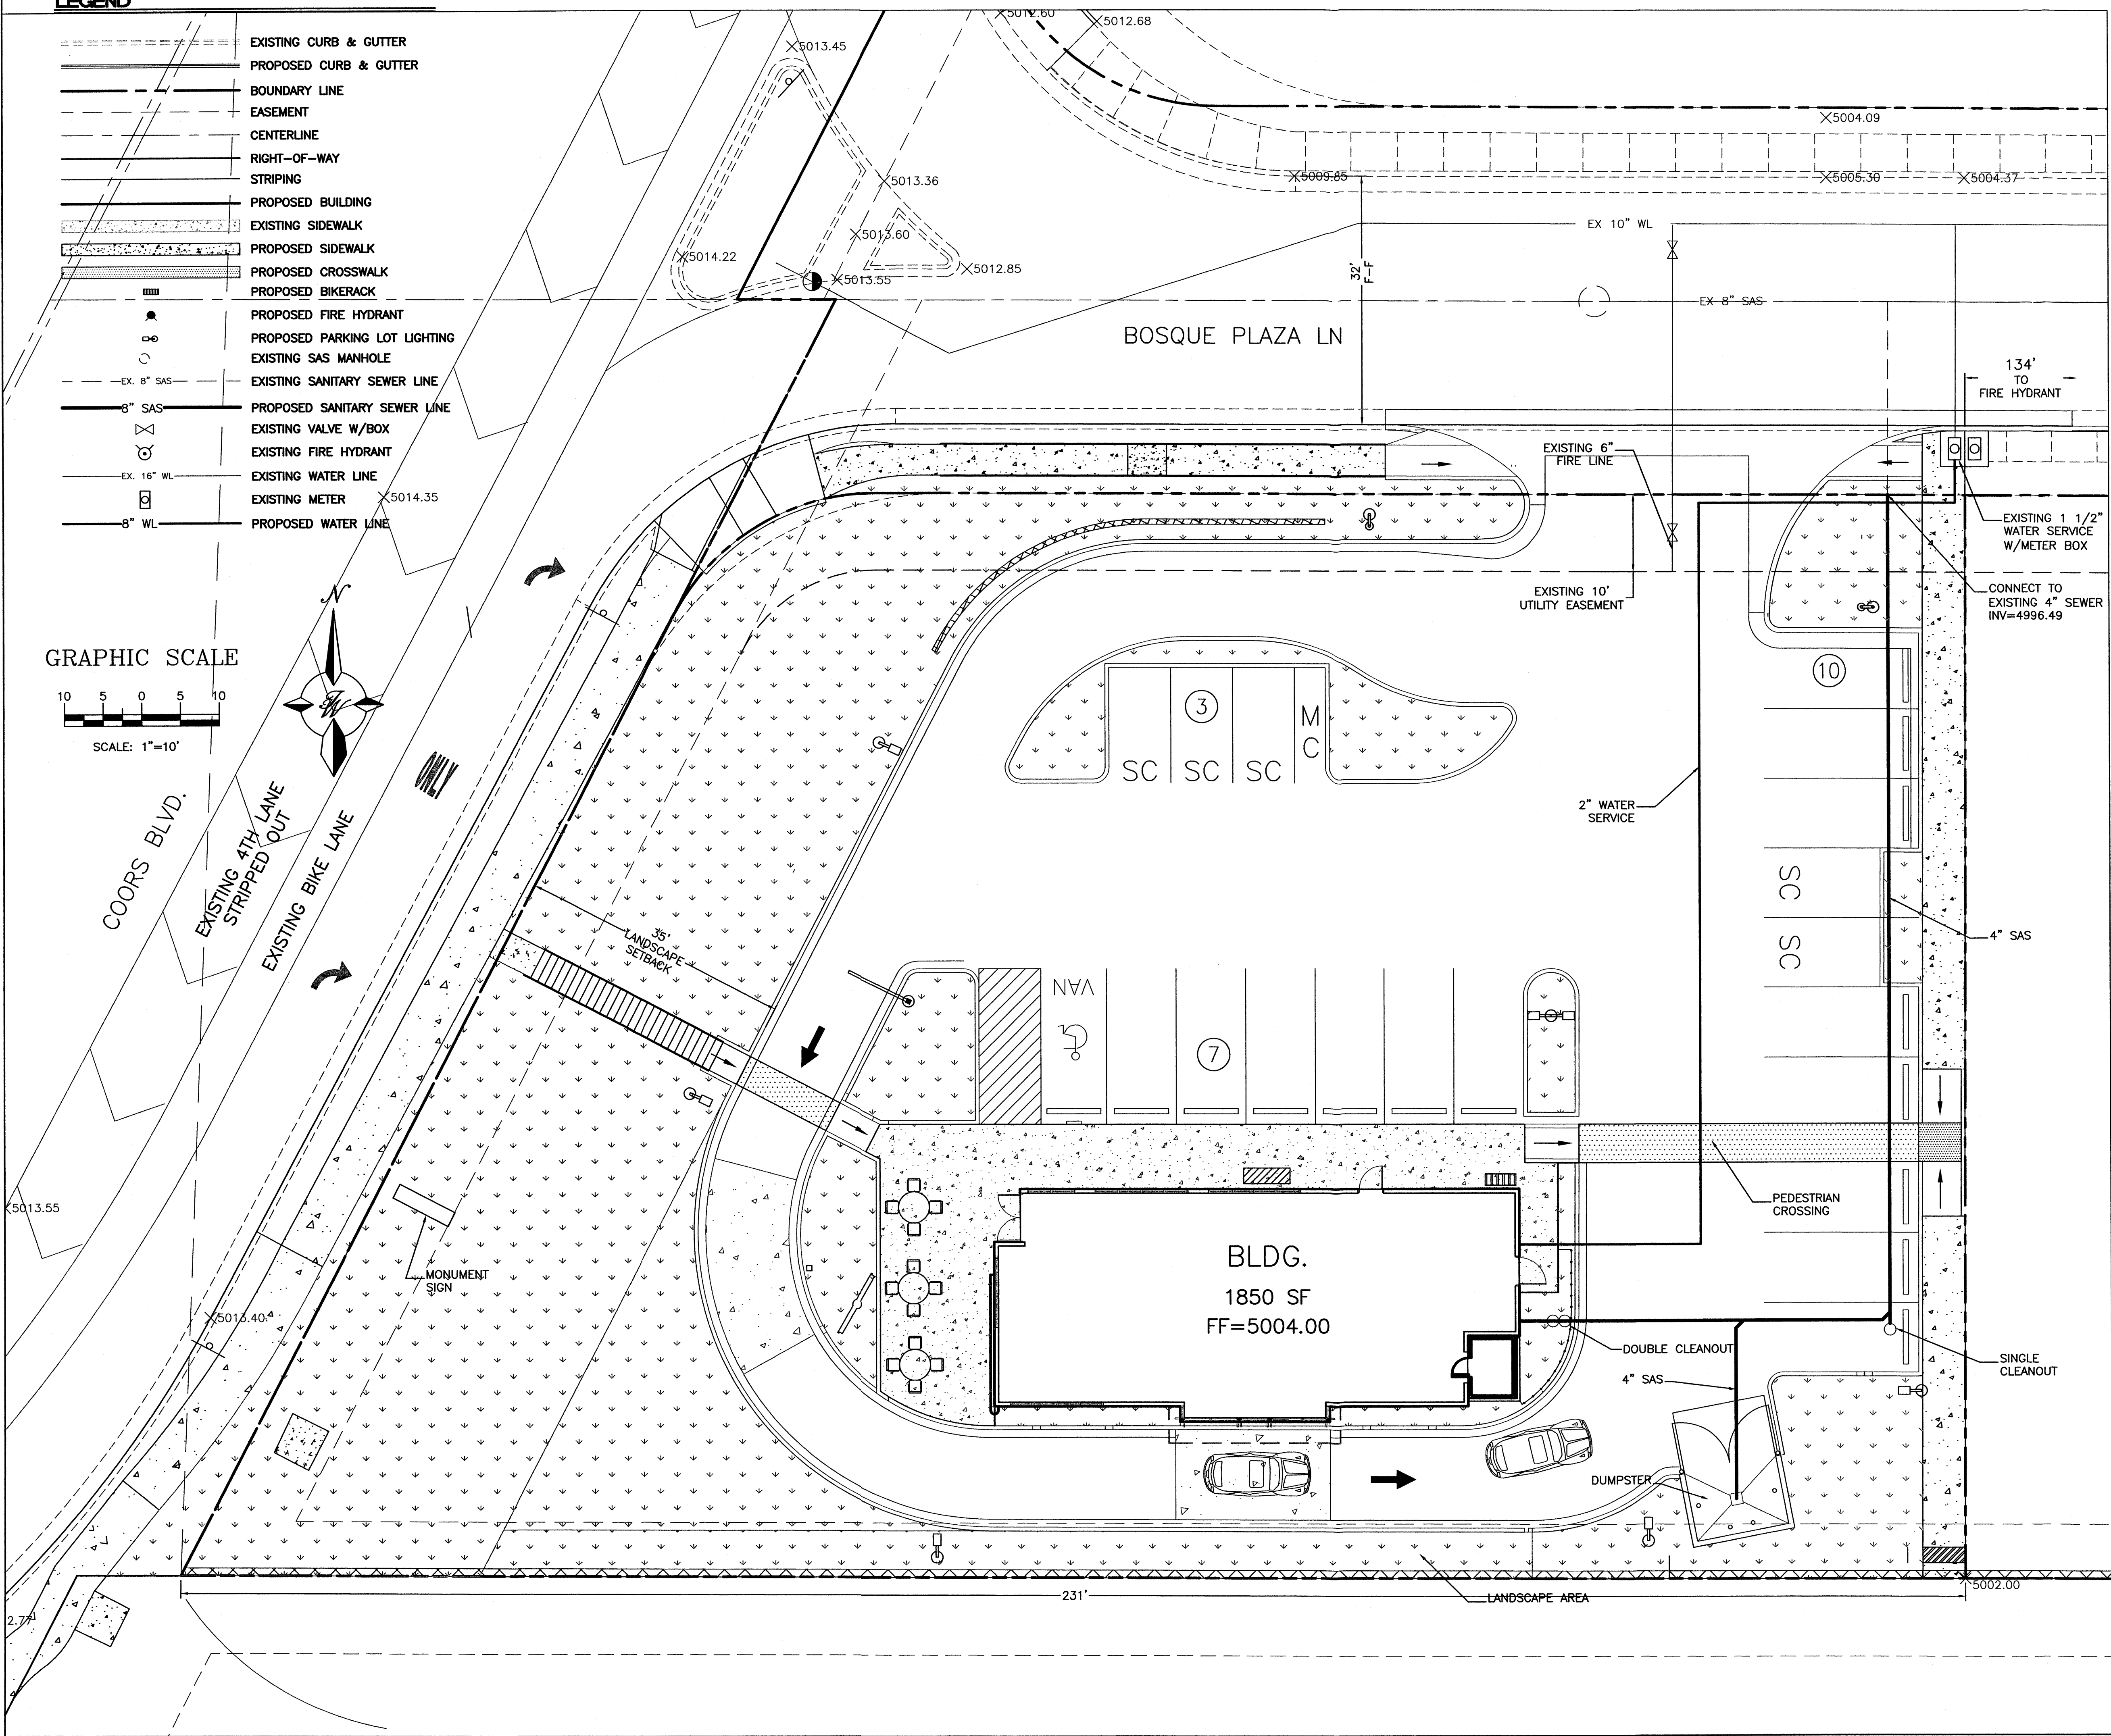 LEGEND
EXISTING CURB & GUTTER
PROPOSED CURB & GUTTER
BOUNDARY LINE
EASEMENT
CENTERLINE
RIGHT-OF-WAY
STRIPING
PROPOSED BUILDING
EXISTING SIDEWALK
PROPOSED SIDEWALK
PROPOSED CROSSWALK
PROPOSED BIKERACK
PROPOSED FIRE HYDRANT
PROPOSED PARKING LOT LIGHTING
EXISTING SAS MANHOLE
EX. 8" SAS
EXISTING SANITARY SEWER LINE
8" SAS
PROPOSED SANITARY SEWER LINE
EXISTING VALVE W/BOX
EXISTING FIRE HYDRANT
EX. 16" WL
EXISTING WATER LINE
EXISTING METER
8" WL
PROPOSED WATER LINE
5014.35
GRAPHIC SCALE
10 5 0 5 10
SCALE: 1"=10'
N
COORS BLVD.
EXISTING 4TH LANE
STRIPPED OUT
EXISTING BIKE LANE
5012.60
5012.68
5013.45
5004.09
5013.36
5009.85
5005.30
5004.37
5013.60
5014.22
5012.85
5013.55
EX 10" WL
32'
F-F
EX 8" SAS
BOSQUE PLAZA LN
134'
TO
FIRE HYDRANT
EXISTING 6"
FIRE LINE
EXISTING 1 1/2"
WATER SERVICE
W/METER BOX
EXISTING 10'
UTILITY EASEMENT
CONNECT TO
EXISTING 4" SEWER
INV=4996.49
10
3
M
C
SC SC SC
2" WATER
SERVICE
SC
SC
4" SAS
35'
LANDSCAPE
SETBACK
VAN
7
5013.55
PEDESTRIAN
CROSSING
MONUMENT
SIGN
BLDG.
1850 SF
FF=5004.00
5013.40
DOUBLE CLEANOUT
SINGLE
CLEANOUT
4" SAS
DUMPSTER
231'
LANDSCAPE AREA
5002.00
2.77